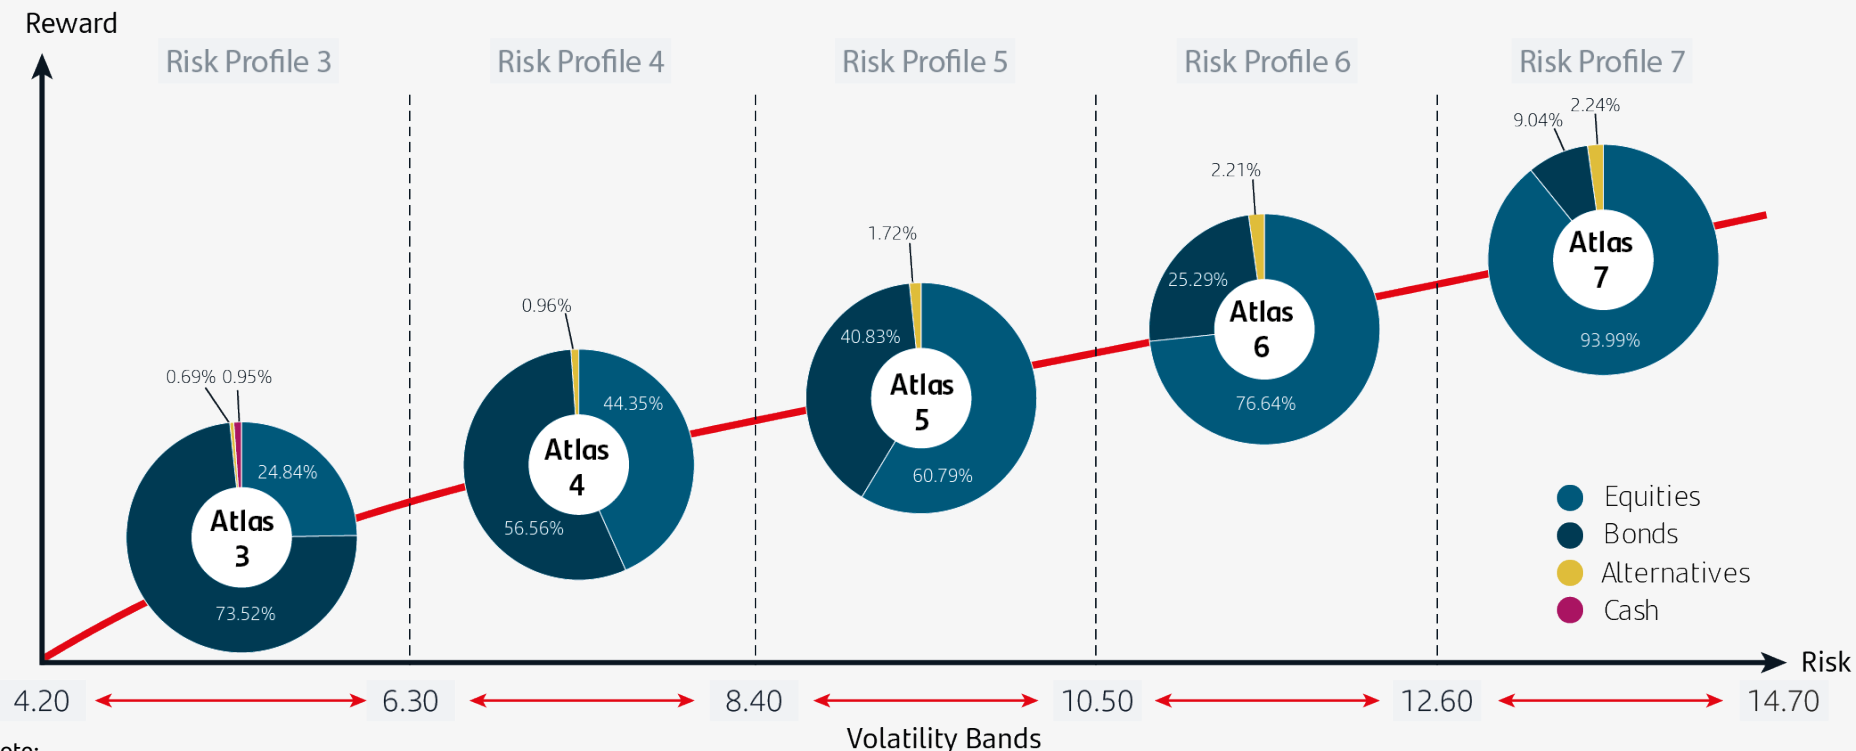 Reward
Risk Profile 3
Risk Profile 4
Risk Profile 5
Risk Profile 6
Risk Profile 7
0.69%
0.95%
24.84%
Atlas
3
73.52%
0.96%
44.35%
Atlas
4
56.56%
1.72%
40.83%
Atlas
5
60.79%
2.21%
25.29%
Atlas
6
76.64%
9.04%
2.24%
Atlas
7
93.99%
Equities
Bonds
Alternatives
Cash
Risk
4.20
6.30
8.40
10.50
12.60
14.70
Volatility Bands